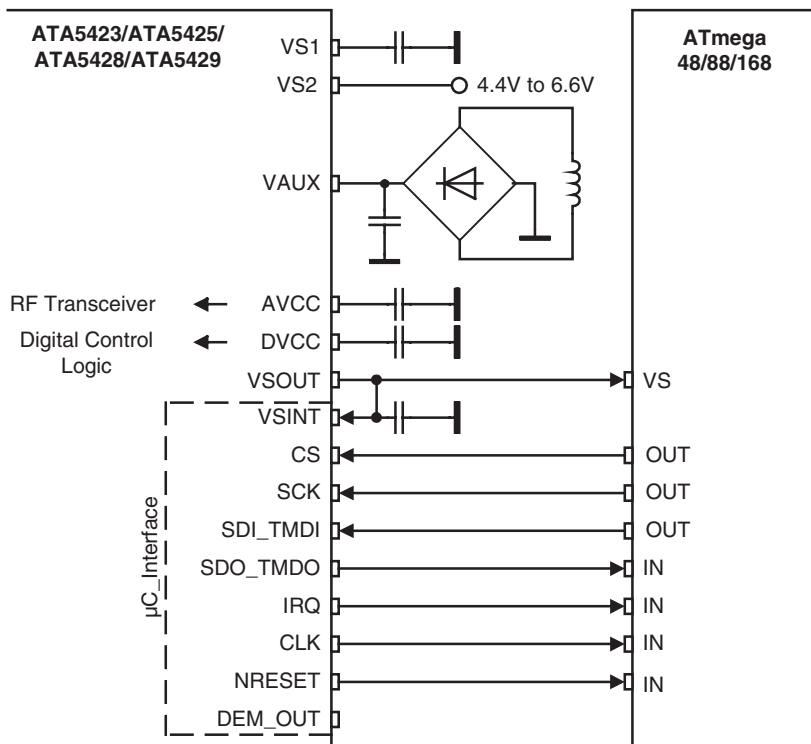 ATA5423/ATA5425/
ATA5428/ATA5429
ATmega
48/88/168
VS1
VS2
4.4V to 6.6V
VAUX
RF Transceiver
AVCC
Digital Control
Logic
DVCC
VSOUT
VS
VSINT
CS
OUT
SCK
OUT
SDI_TMDI
OUT
µC_Interface
SDO_TMDO
IN
IRQ
IN
CLK
IN
NRESET
IN
DEM_OUT